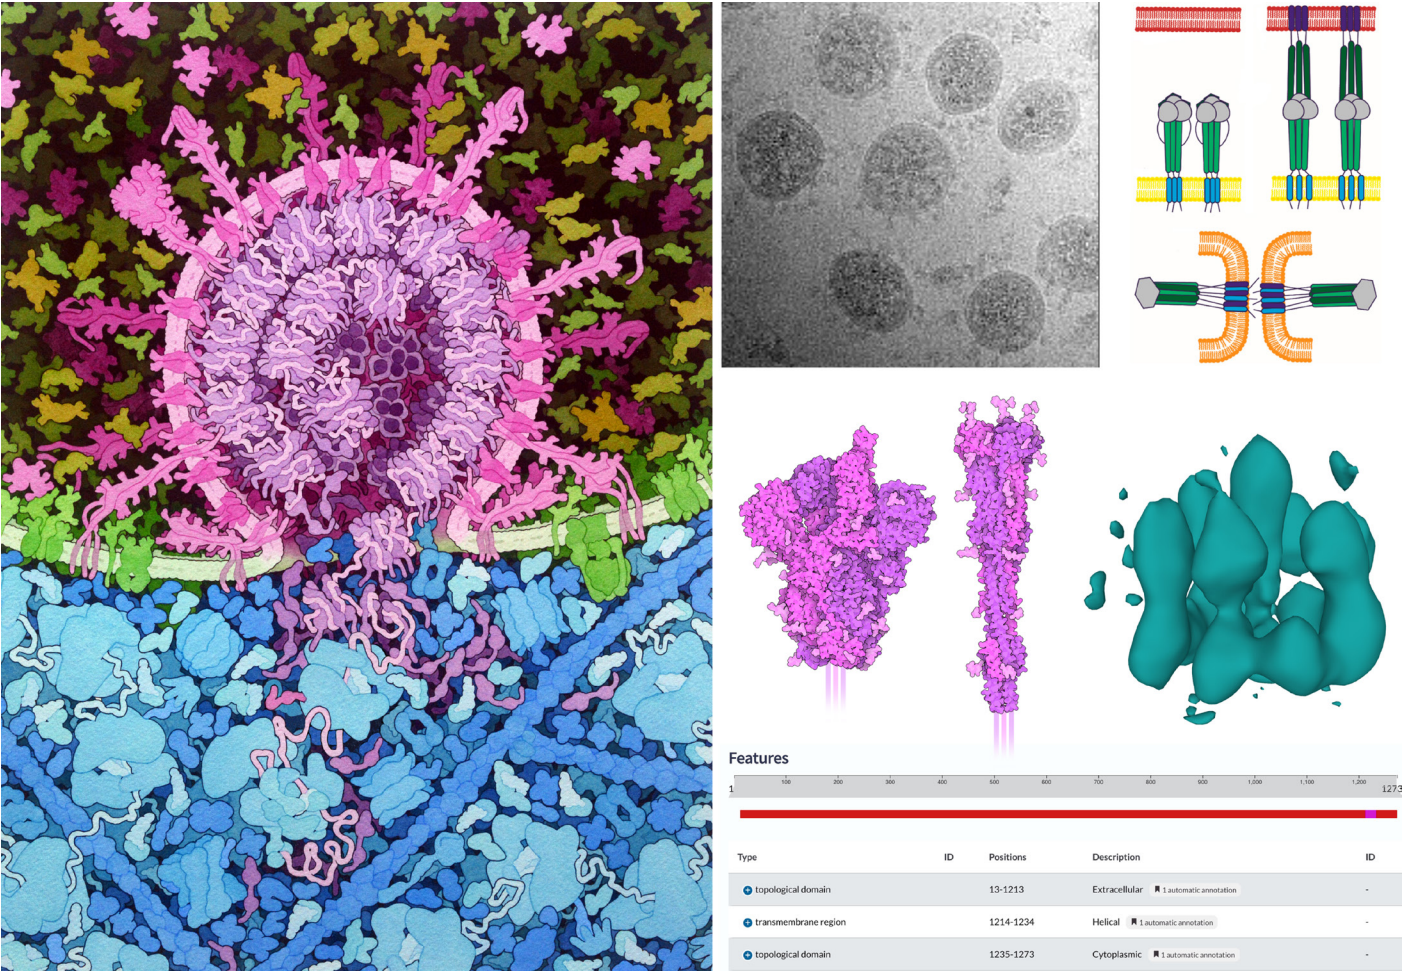 Features
100 200 300 400 500 600 700 800 900 1,000 1,100 1,200
1 1273
Type ID Positions Description ID
topological domain 13-1213 Extracellular 1 automatic annotation -
transmembrane region 1214-1234 Helical 1 automatic annotation -
topological domain 1235-1273 Cytoplasmic 1 automatic annotation -